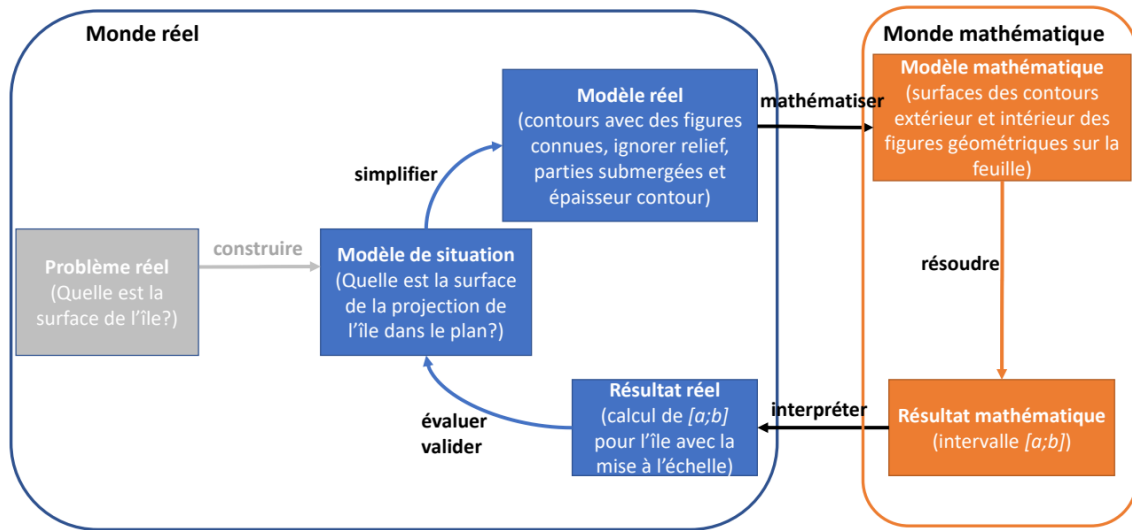 Monde réel
Monde mathématique
Modèle réel
(contours avec des figures
connues, ignorer relief,
parties submergées et
épaisseur contour)
mathématiser
Modèle mathématique
(surfaces des contours
extérieur et intérieur des
figures géométriques sur la
feuille)
simplifier
construire
Problème réel
(Quelle est la
surface de l'île?)
Modèle de situation
(Quelle est la surface
de la projection de
l'île dans le plan?)
résoudre
évaluer
valider
Résultat réel
(calcul de [a;b]
pour l'île avec la
mise à l'échelle)
interpréter
Résultat mathématique
(intervalle [a;b])